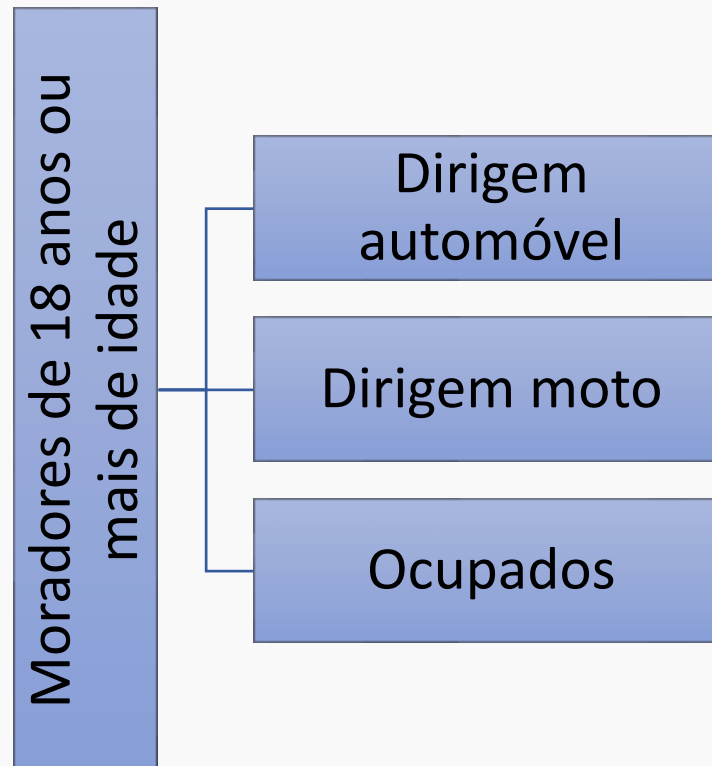 Moradores de 18 anos ou
mais de idade
Dirigem
automóvel
Dirigem moto
Ocupados